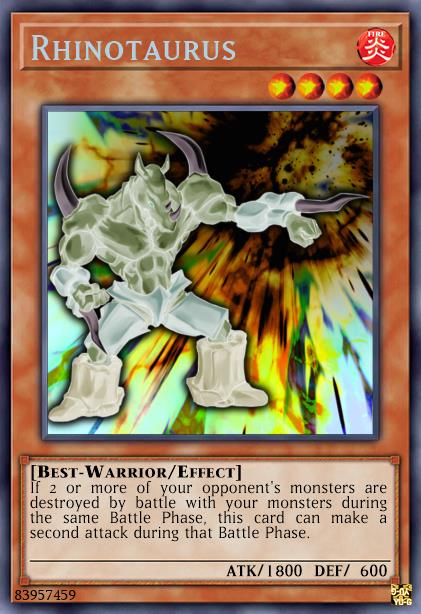 RHINOTAURUS
FIRE
炎
[BEST-WARRIOR/EFFECT]
If 2 or more of your opponent's monsters are
destroyed by battle with your monsters during
the same Battle Phase, this card can make a
second attack during that Battle Phase.
ATK/1800 DEF/ 600
83957459